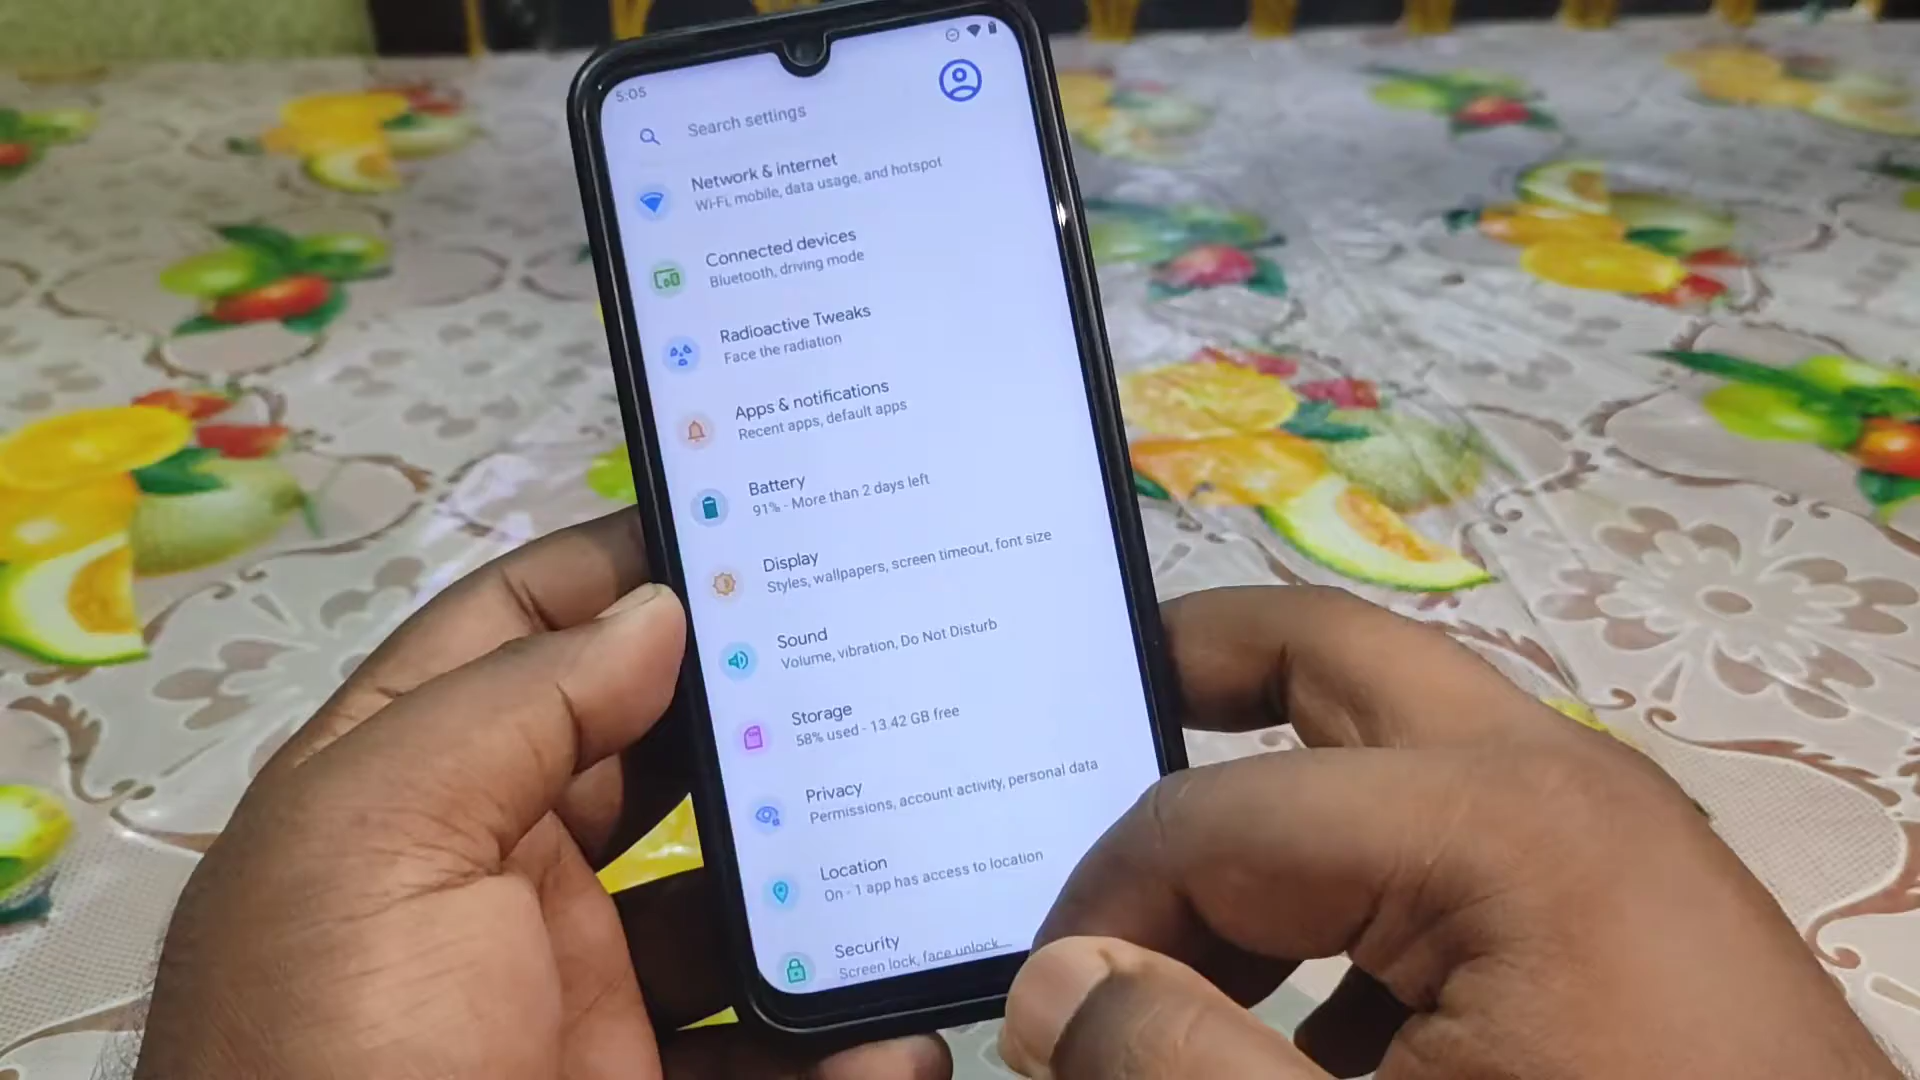 5:05
Search settings
Network & internet
Wi-Fi, mobile, data usage, and hotspot
Connected devices
Bluetooth, driving mode
Radioactive Tweaks
Face the radiation
Apps & notifications
Recent apps, default apps
Battery
91% - More than 2 days left
Display
Styles, wallpapers, screen timeout, font size
Sound
Volume, vibration, Do Not Disturb
Storage
58% used - 13.42 GB free
Privacy
Permissions, account activity, personal data
Location
On - 1 app has access to location
Security
Screen lock, face unlock